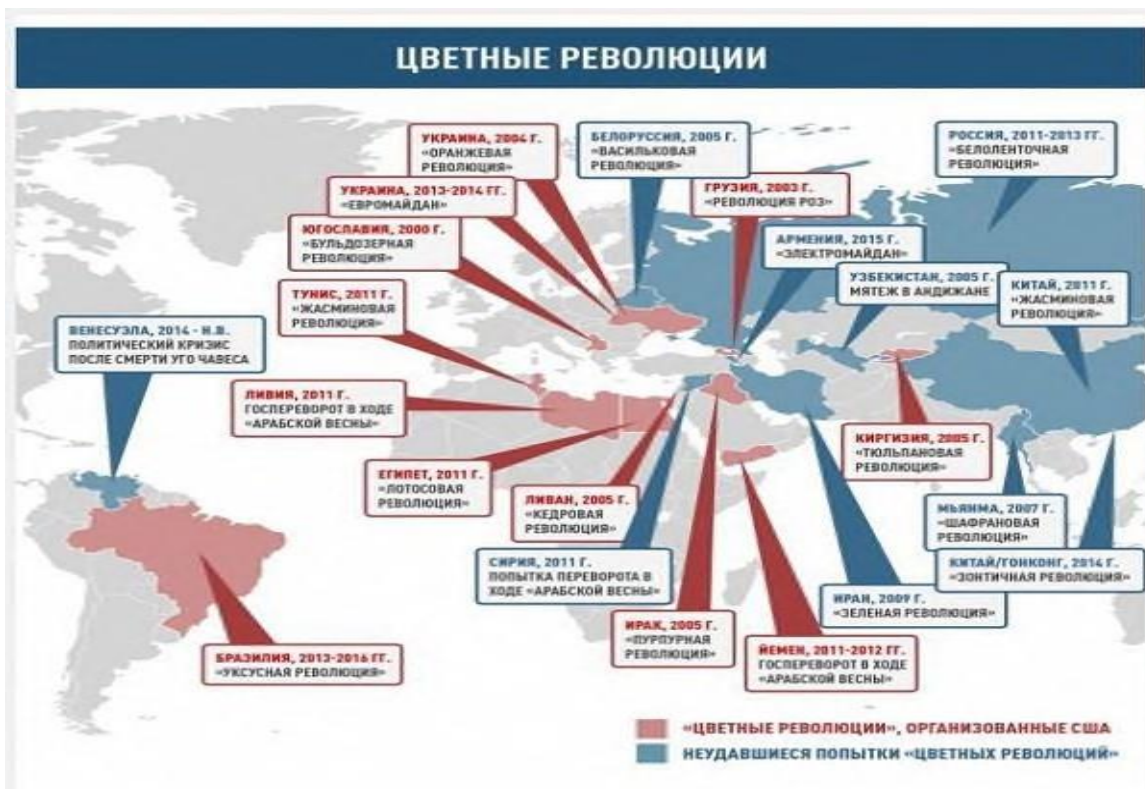 ЦВЕТНЫЕ РЕВОЛЮЦИИ
УКРАИНА, 2004 Г.
«ОРАНЖЕВАЯ
РЕВОЛЮЦИЯ»
БЕЛОРУССИЯ, 2005 Г.
«ВАСИЛЬКОВАЯ
РЕВОЛЮЦИЯ»
РОССИЯ, 2011-2013 ГГ.
«БЕЛОЛЕНТОЧНАЯ
РЕВОЛЮЦИЯ»
УКРАИНА, 2013-2014 ГГ.
«ЕВРОМАЙДАН»
ГРУЗИЯ, 2003 Г.
«РЕВОЛЮЦИЯ РОЗ»
ЮГОСЛАВИЯ, 2000 Г.
«БУЛЬДОЗЕРНАЯ
РЕВОЛЮЦИЯ»
АРМЕНИЯ, 2015 Г.
«ЭЛЕКТРОМАЙДАН»
УЗБЕКИСТАН, 2005 Г.
МЯТЕЖ В АНДИЖАНЕ
КИТАЙ, 2011 Г.
«ЖАСМИНОВАЯ
РЕВОЛЮЦИЯ»
ТУНИС, 2011 Г.
«ЖАСМИНОВАЯ
РЕВОЛЮЦИЯ»
ВЕНЕСУЭЛА, 2014 - Н.В.
ПОЛИТИЧЕСКИЙ КРИЗИС
ПОСЛЕ СМЕРТИ УГО ЧАВЕСА
ЛИВИЯ, 2011 Г.
ГОСПЕРЕВОРОТ В ХОДЕ
«АРАБСКОЙ ВЕСНЫ»
КИРГИЗИЯ, 2005 Г.
«ТЮЛЬПАНОВАЯ
РЕВОЛЮЦИЯ»
ЕГИПЕТ, 2011 Г.
«ЛОТОСОВАЯ
РЕВОЛЮЦИЯ»
ЛИВАН, 2005 Г.
«КЕДРОВАЯ
РЕВОЛЮЦИЯ»
МЬЯНМА, 2007 Г.
«ШАФРАНОВАЯ
РЕВОЛЮЦИЯ»
СИРИЯ, 2011 Г.
ПОПЫТКА ПЕРЕВОРОТА В
ХОДЕ «АРАБСКОЙ ВЕСНЫ»
КИТАЙ/ГОНКОНГ, 2014 Г.
«ЗОНТИЧНАЯ РЕВОЛЮЦИЯ»
ИРАН, 2009 Г.
«ЗЕЛЕНАЯ РЕВОЛЮЦИЯ»
ИРАК, 2005 Г.
«ПУРПУРНАЯ
РЕВОЛЮЦИЯ»
ЙЕМЕН, 2011-2012 ГГ.
ГОСПЕРЕВОРОТ В ХОДЕ
«АРАБСКОЙ ВЕСНЫ»
БРАЗИЛИЯ, 2013-2016 ГГ.
«УКСУСНАЯ РЕВОЛЮЦИЯ»
«ЦВЕТНЫЕ РЕВОЛЮЦИИ», ОРГАНИЗОВАННЫЕ США
НЕУДАВШИЕСЯ ПОПЫТКИ «ЦВЕТНЫХ РЕВОЛЮЦИЙ»